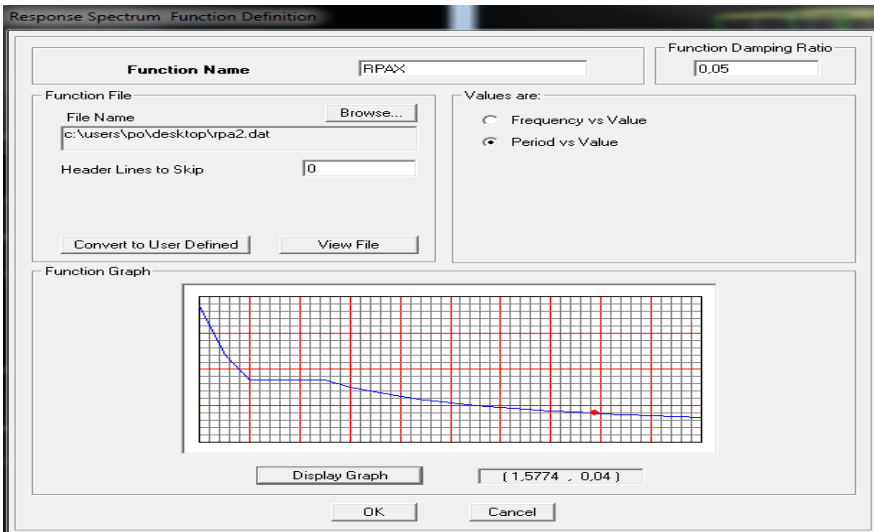 Response Spectrum Function Definition
Function Damping Ratio
Function Name
RPAX
0,05
Function File
Values are:
File Name
Browse...
Frequency vs Value
c:\users\po\desktop\rpa2.dat
Period vs Value
Header Lines to Skip
0
Convert to User Defined
View File
Function Graph
Display Graph
( 1,5774 , 0,04 )
OK
Cancel